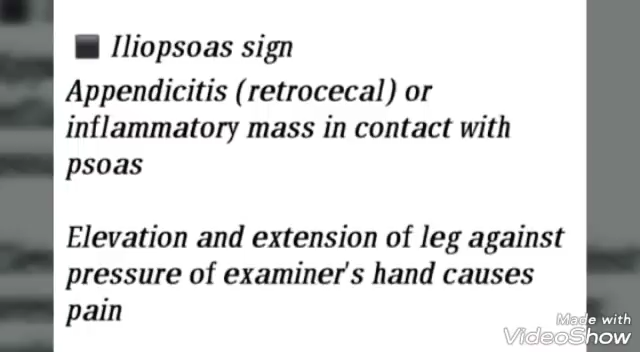 ◾ Iliopsoas sign
Appendicitis (retrocecal) or
inflammatory mass in contact with
psoas
Elevation and extension of leg against
pressure of examiner's hand causes
pain
Made with
VideoShow